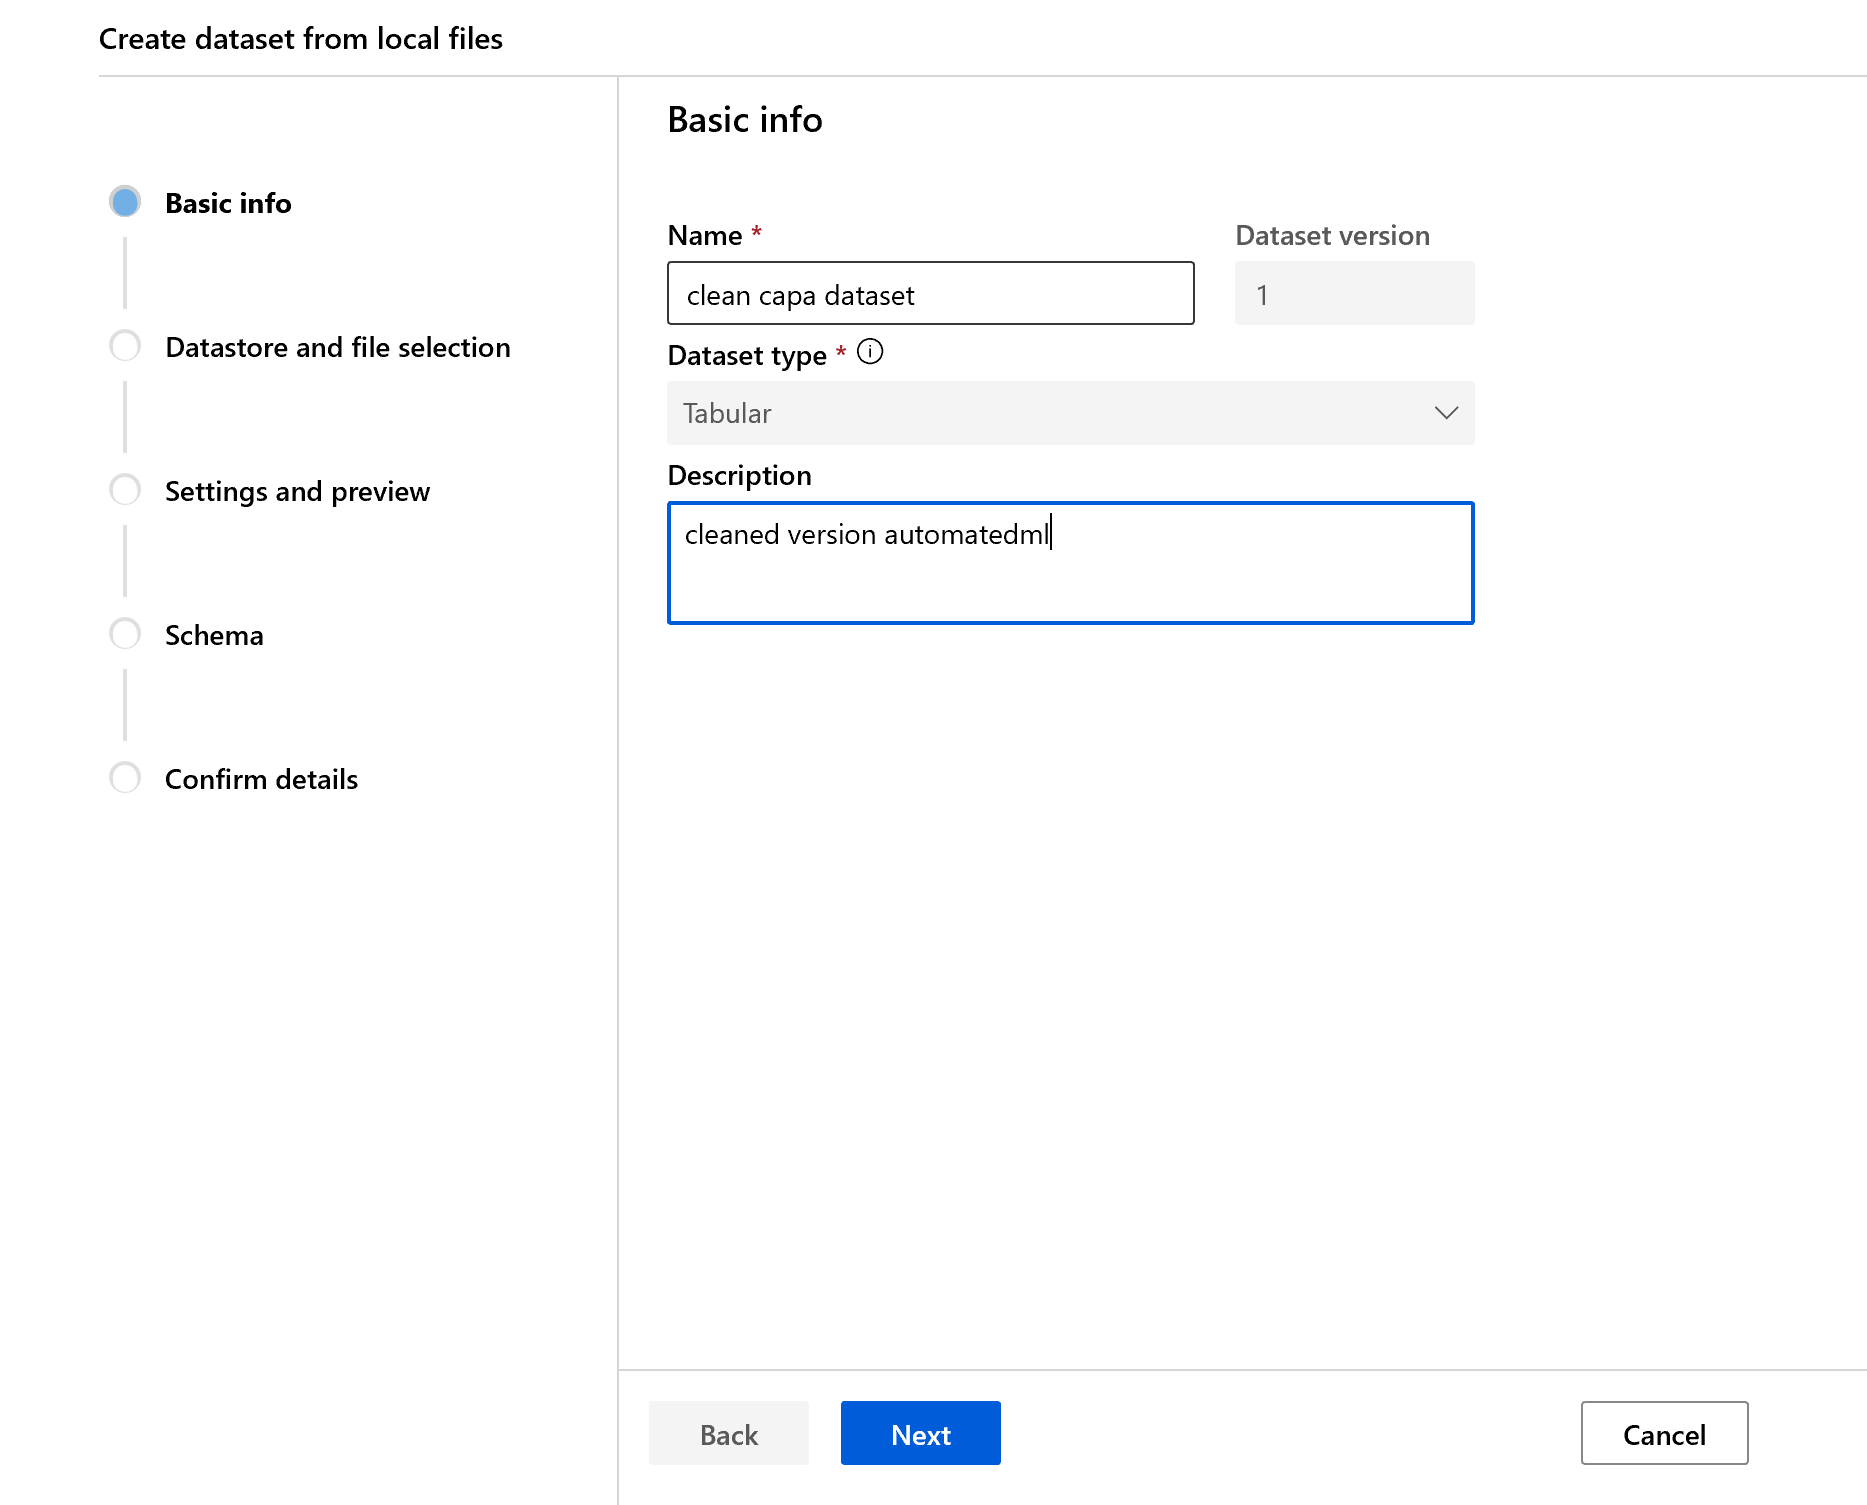 Create dataset from local files
Basic info
Datastore and file selection
Settings and preview
Schema
Confirm details
Basic info
Name * Dataset version
clean capa dataset 1
Dataset type *
Tabular
Description
cleaned version automatedml
Back Next Cancel